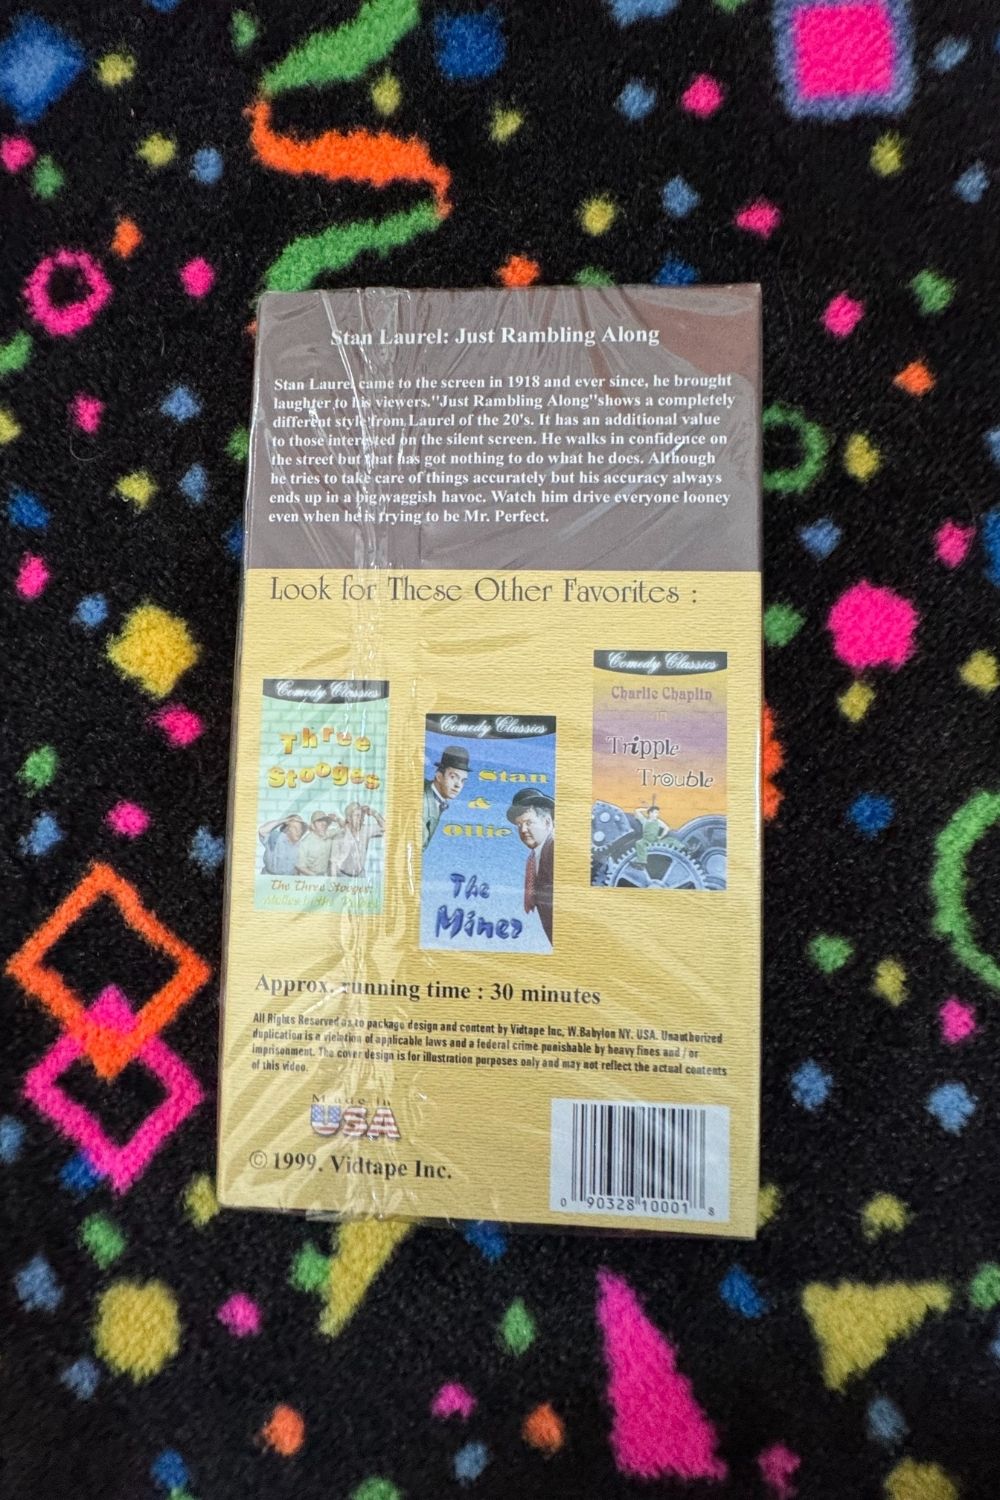 Stan Laurel: Just Rambling Along
Stan Laurel came to the screen in 1918 and ever since, he brought
laughter to his viewers."Just Rambling Along"shows a completely
different style from Laurel of the 20's. It has an additional value
to those interested on the silent screen. He walks in confidence on
the street but that has got nothing to do what he does. Although
he tries to take care of things accurately but his accuracy always
ends up in a big waggish havoc. Watch him drive everyone looney
even when he is trying to be Mr. Perfect.
Look for These Other Favorites :
Comedy Classics
Three
Stooges
The Three Stooges:
Comedy Classics
Stan
&
Ollie
The
Miner
Comedy Classics
Charlie Chaplin
in
Tripple
Trouble
Approx. running time : 30 minutes
All Rights Reserved as to package design and content by Vidtape Inc, W.Babylon NY. USA. Unauthorized
duplication is a violation of applicable laws and a federal crime punishable by heavy fines and / or
imprisonment. The cover design is for illustration purposes only and may not reflect the actual contents
of this video.
Made in
USA
© 1999. Vidtape Inc.
0 90328 10001 8